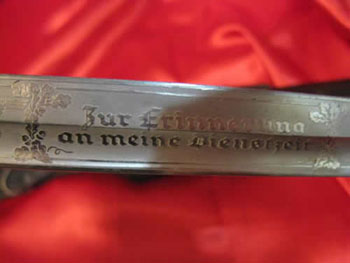 Zur Erinnerung
an meine Dienstzeit